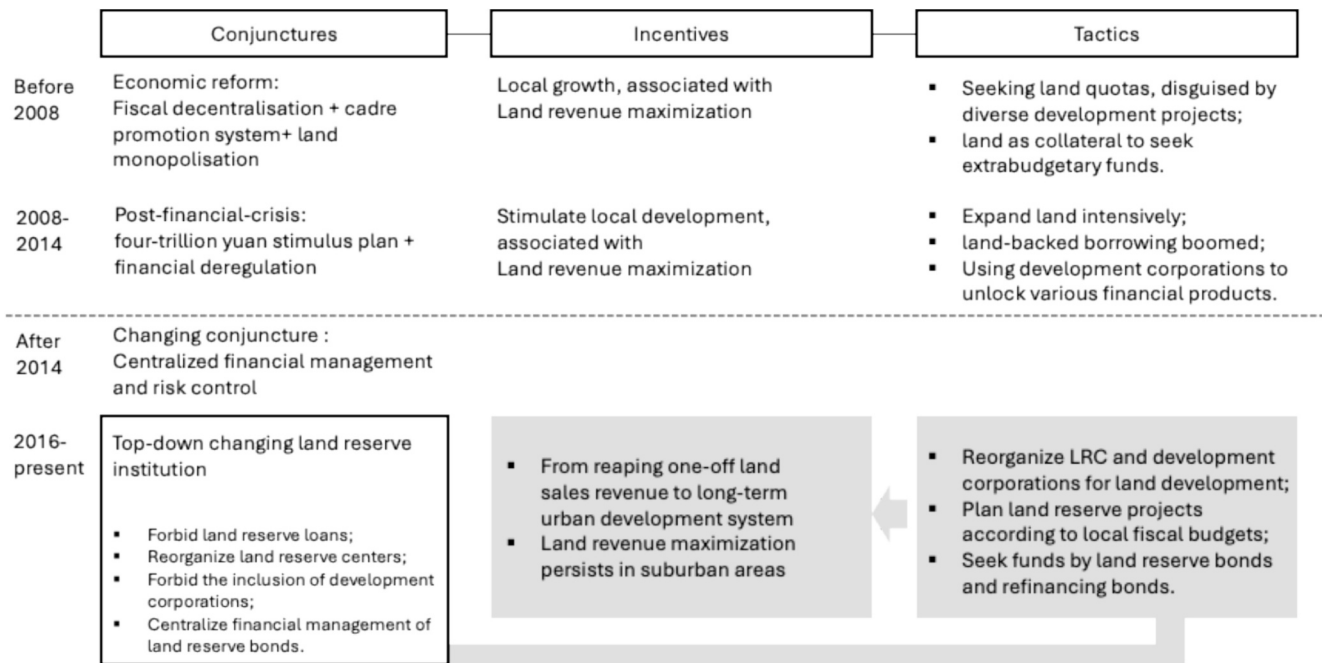 Conjunctures
Incentives
Tactics
Before
2008
Economic reform:
Fiscal decentralisation + cadre
promotion system+ land
monopolisation
Local growth, associated with
Land revenue maximization
▪ Seeking land quotas, disguised by
diverse development projects;
▪ land as collateral to seek
extrabudgetary funds.
2008-
2014
Post-financial-crisis:
four-trillion yuan stimulus plan +
financial deregulation
Stimulate local development,
associated with
Land revenue maximization
▪ Expand land intensively;
▪ land-backed borrowing boomed;
▪ Using development corporations to
unlock various financial products.
After
2014
Changing conjuncture :
Centralized financial management
and risk control
2016-
present
Top-down changing land reserve
institution
▪ Forbid land reserve loans;
▪ Reorganize land reserve centers;
▪ Forbid the inclusion of development
corporations;
▪ Centralize financial management of
land reserve bonds.
▪ From reaping one-off land
sales revenue to long-term
urban development system
▪ Land revenue maximization
persists in suburban areas
▪ Reorganize LRC and development
corporations for land development;
▪ Plan land reserve projects
according to local fiscal budgets;
▪ Seek funds by land reserve bonds
and refinancing bonds.